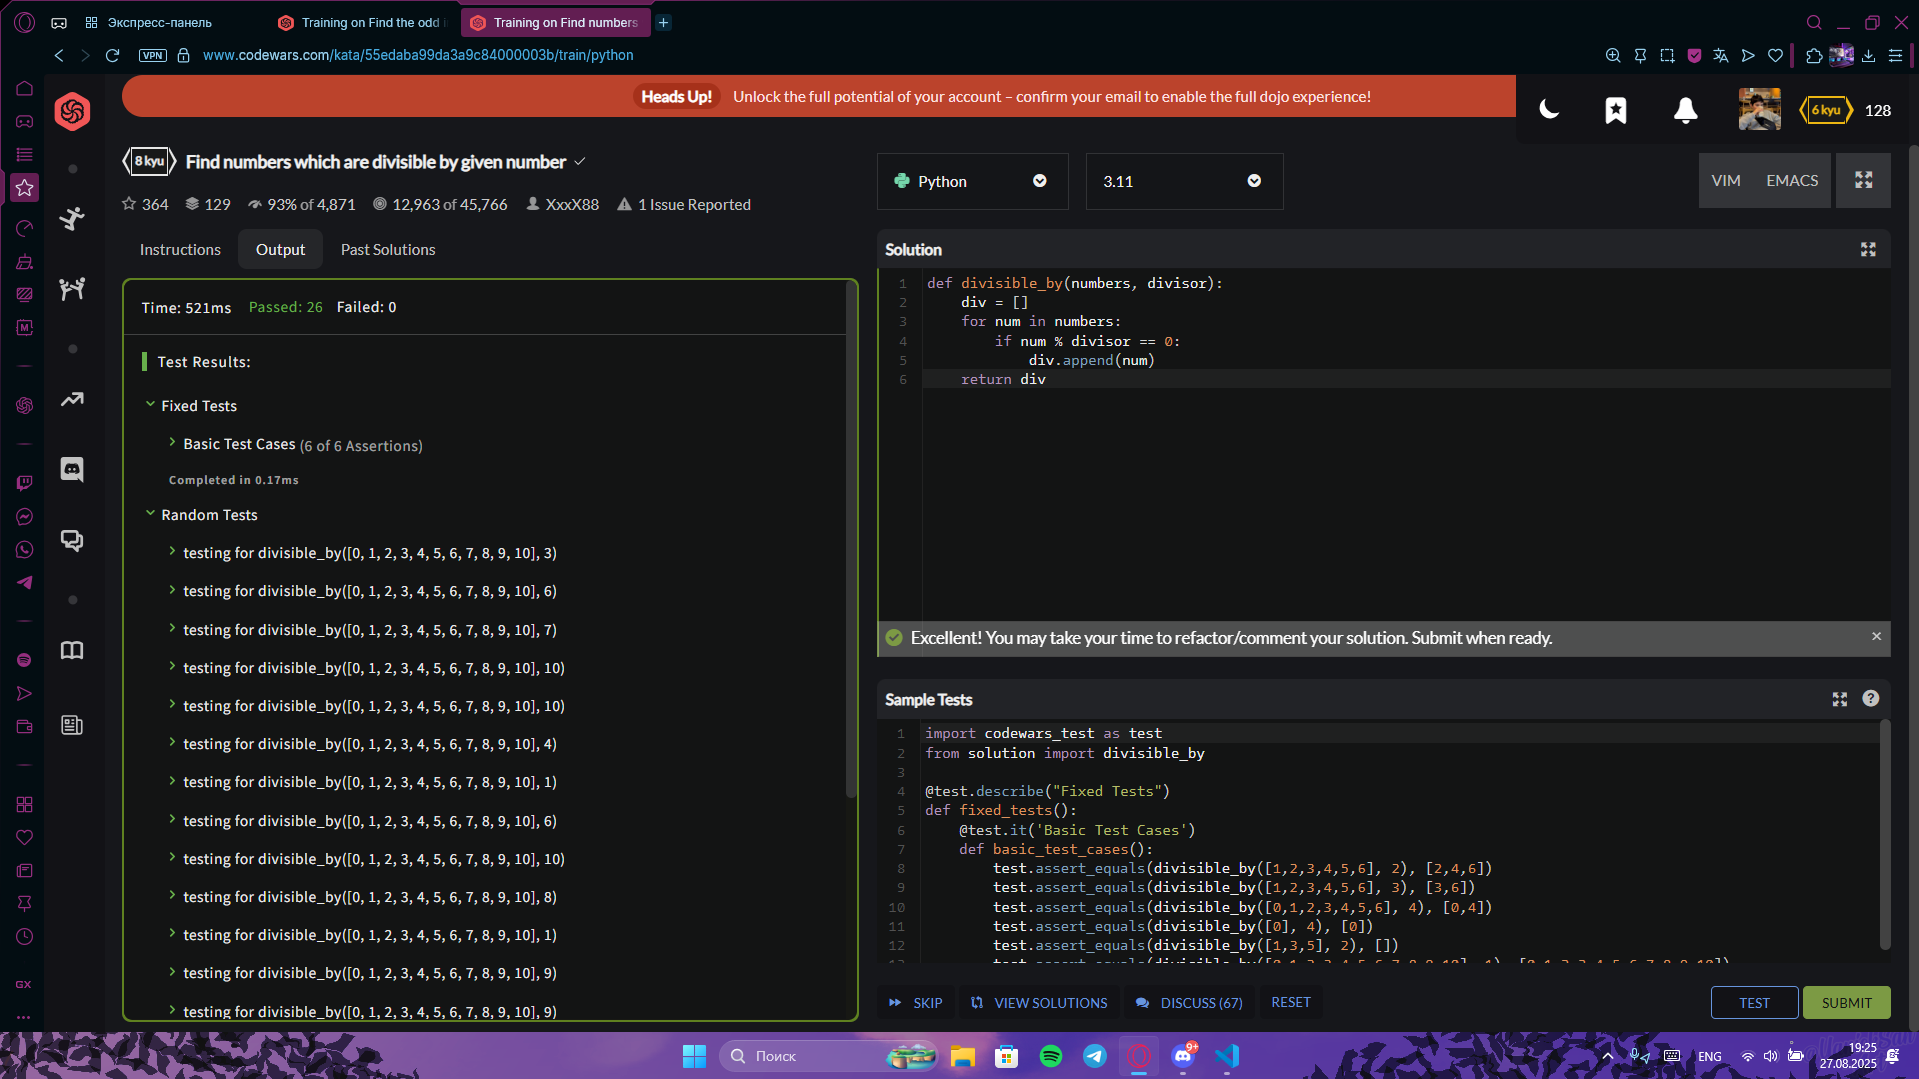 Экспресс-панель
Training on Find the odd
Training on Find numbers
VPN
www.codewars.com/kata/55edaba99da3a9c84000003b/train/python
Heads Up! Unlock the full potential of your account – confirm your email to enable the full dojo experience!
6 kyu 128
8 kyu Find numbers which are divisible by given number
364 129 93% of 4,871 12,963 of 45,766 XxxX88 1 Issue Reported
Python
3.11
VIM EMACS
Instructions Output Past Solutions
Time: 521ms Passed: 26 Failed: 0
Test Results:
Fixed Tests
Basic Test Cases (6 of 6 Assertions)
Completed in 0.17ms
Random Tests
testing for divisible_by([0, 1, 2, 3, 4, 5, 6, 7, 8, 9, 10], 3)
testing for divisible_by([0, 1, 2, 3, 4, 5, 6, 7, 8, 9, 10], 6)
testing for divisible_by([0, 1, 2, 3, 4, 5, 6, 7, 8, 9, 10], 7)
testing for divisible_by([0, 1, 2, 3, 4, 5, 6, 7, 8, 9, 10], 10)
testing for divisible_by([0, 1, 2, 3, 4, 5, 6, 7, 8, 9, 10], 10)
testing for divisible_by([0, 1, 2, 3, 4, 5, 6, 7, 8, 9, 10], 4)
testing for divisible_by([0, 1, 2, 3, 4, 5, 6, 7, 8, 9, 10], 1)
testing for divisible_by([0, 1, 2, 3, 4, 5, 6, 7, 8, 9, 10], 6)
testing for divisible_by([0, 1, 2, 3, 4, 5, 6, 7, 8, 9, 10], 10)
testing for divisible_by([0, 1, 2, 3, 4, 5, 6, 7, 8, 9, 10], 8)
testing for divisible_by([0, 1, 2, 3, 4, 5, 6, 7, 8, 9, 10], 1)
testing for divisible_by([0, 1, 2, 3, 4, 5, 6, 7, 8, 9, 10], 9)
testing for divisible_by([0, 1, 2, 3, 4, 5, 6, 7, 8, 9, 10], 9)
Solution
1 def divisible_by(numbers, divisor):
2 div = []
3 for num in numbers:
4 if num % divisor == 0:
5 div.append(num)
6 return div
Excellent! You may take your time to refactor/comment your solution. Submit when ready.
Sample Tests
1 import codewars_test as test
2 from solution import divisible_by
3
4 @test.describe("Fixed Tests")
5 def fixed_tests():
6 @test.it('Basic Test Cases')
7 def basic_test_cases():
8 test.assert_equals(divisible_by([1,2,3,4,5,6], 2), [2,4,6])
9 test.assert_equals(divisible_by([1,2,3,4,5,6], 3), [3,6])
10 test.assert_equals(divisible_by([0,1,2,3,4,5,6], 4), [0,4])
11 test.assert_equals(divisible_by([0], 4), [0])
12 test.assert_equals(divisible_by([1,3,5], 2), [])
SKIP VIEW SOLUTIONS DISCUSS (67) RESET
TEST SUBMIT
GX
Поиск
9+
ENG
19:25
27.08.2025